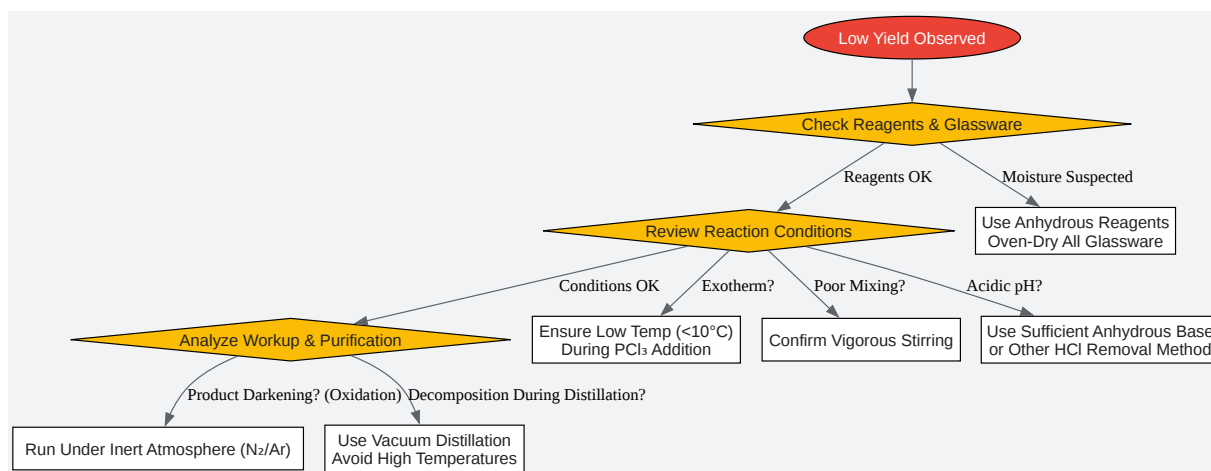 Low Yield Observed
Check Reagents & Glassware
Reagents OK
Moisture Suspected
Use Anhydrous Reagents
Oven-Dry All Glassware
Review Reaction Conditions
Conditions OK
Exotherm?
Poor Mixing?
Acidic pH?
Ensure Low Temp (<10°C)
During PCl₃ Addition
Confirm Vigorous Stirring
Use Sufficient Anhydrous Base
or Other HCl Removal Method
Analyze Workup & Purification
Product Darkening? (Oxidation)
Decomposition During Distillation?
Run Under Inert Atmosphere (N₂/Ar)
Use Vacuum Distillation
Avoid High Temperatures